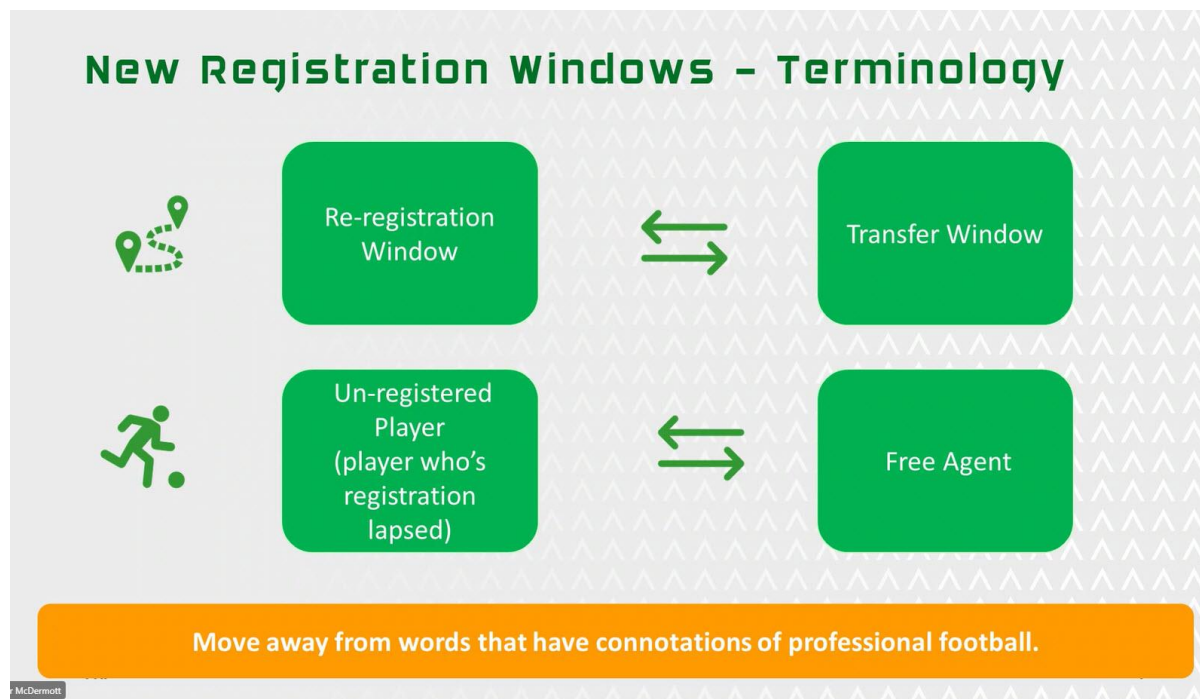 New Registration Windows - Terminology
Re-registration
Window
Transfer Window
Un-registered
Player
(player who's
registration
lapsed)
Free Agent
Move away from words that have connotations of professional football.
r McDermott